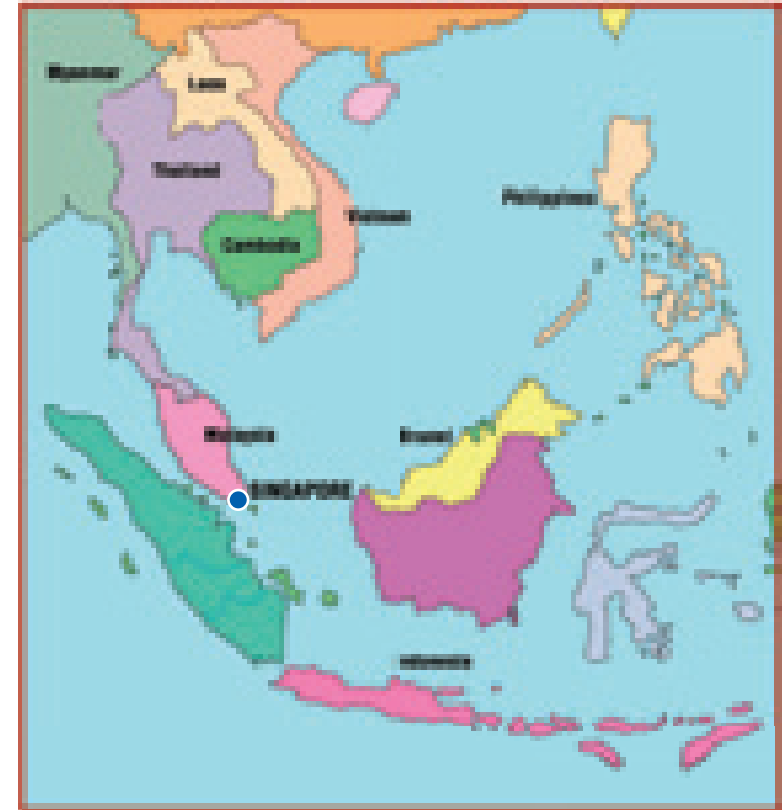 Myanmar
Laos
Thailand
Vietnam
Cambodia
Philippines
Malaysia
Brunei
SINGAPORE
Indonesia